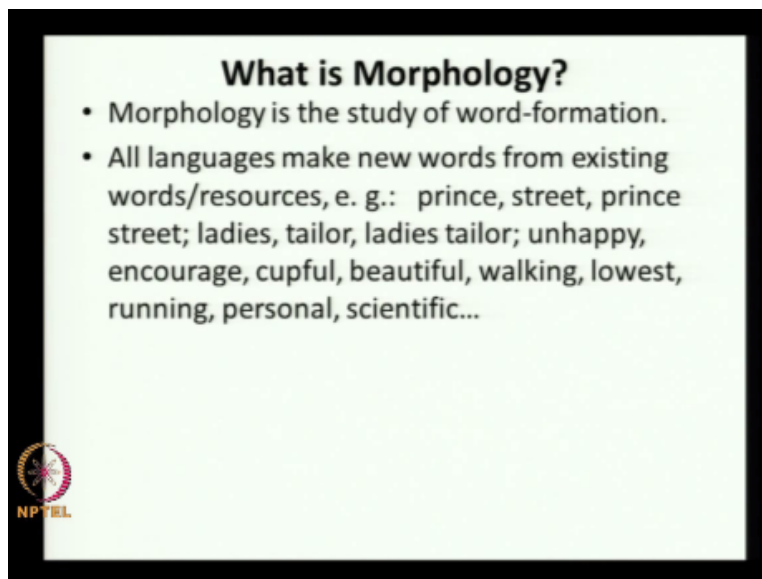 What is Morphology?
• Morphology is the study of word-formation.
• All languages make new words from existing
words/resources, e. g.: prince, street, prince
street; ladies, tailor, ladies tailor; unhappy,
encourage, cupful, beautiful, walking, lowest,
running, personal, scientific...
NPTEL